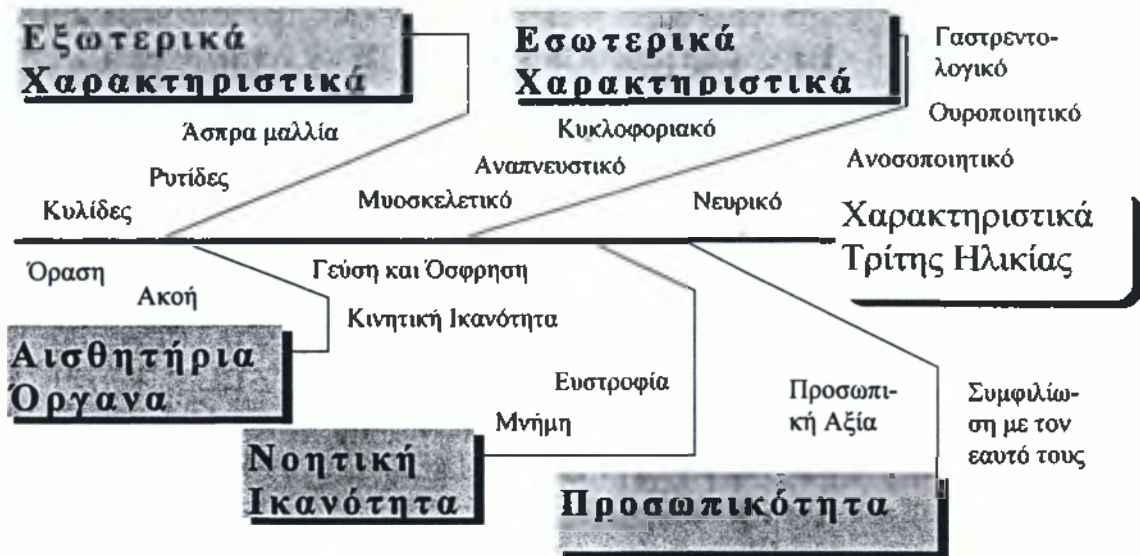 Εξωτερικά
Χαρακτηριστικά
Εσωτερικά
Χαρακτηριστικά
Γαστρεντο-
λογικό
Άσπρα μαλλία
Κυκλοφοριακό
Ουροποιητικό
Ρυτίδες
Αναπνευστικό
Ανοσοποιητικό
Κυλίδες
Μυοσκελετικό
Νευρικό
Χαρακτηριστικά
Τρίτης Ηλικίας
Όραση
Γεύση και Όσφρηση
Ακοή
Κινητική Ικανότητα
Αισθητήρια
Όργανα
Ευστροφία
Μνήμη
Προσωπι-
κή Αξία
Συμφιλίω-
ση με τον
εαυτό τους
Νοητική
Ικανότητα
Προσωπικότητα